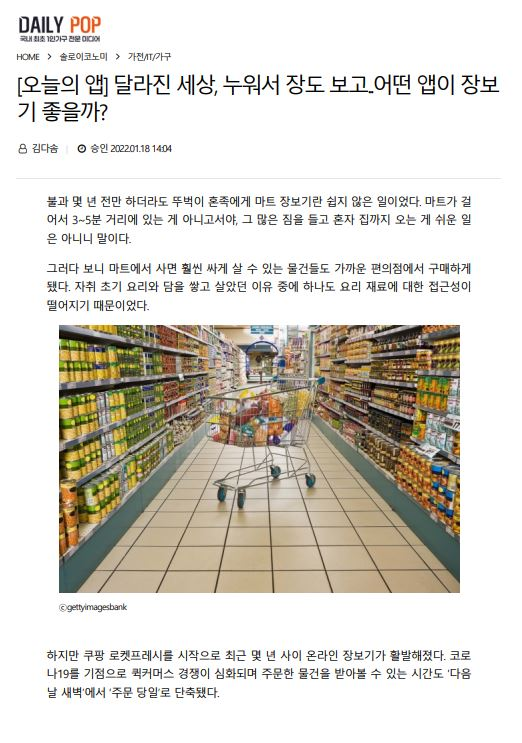 DAILY POP
국내 최초 1인가구 전문 미디어
HOME > 솔로이코노미 > 가전/IT/가구
[오늘의 앱] 달라진 세상, 누워서 장도 보고..어떤 앱이 장보
기 좋을까?
김다솜 | 승인 2022.01.18 14:04
불과 몇 년 전만 하더라도 뚜벅이 혼족에게 마트 장보기란 쉽지 않은 일이었다. 마트가 걸
어서 3~5분 거리에 있는 게 아니고서야, 그 많은 짐을 들고 혼자 집까지 오는 게 쉬운 일
은 아니니 말이다.
그러다 보니 마트에서 사면 훨씬 싸게 살 수 있는 물건들도 가까운 편의점에서 구매하게
됐다. 자취 초기 요리와 담을 쌓고 살았던 이유 중에 하나도 요리 재료에 대한 접근성이
떨어지기 때문이었다.
ⓒgettyimagesbank
하지만 쿠팡 로켓프레시를 시작으로 최근 몇 년 사이 온라인 장보기가 활발해졌다. 코로
나19를 기점으로 퀵커머스 경쟁이 심화되며 주문한 물건을 받아볼 수 있는 시간도 '다음
날 새벽'에서 '주문 당일'로 단축됐다.